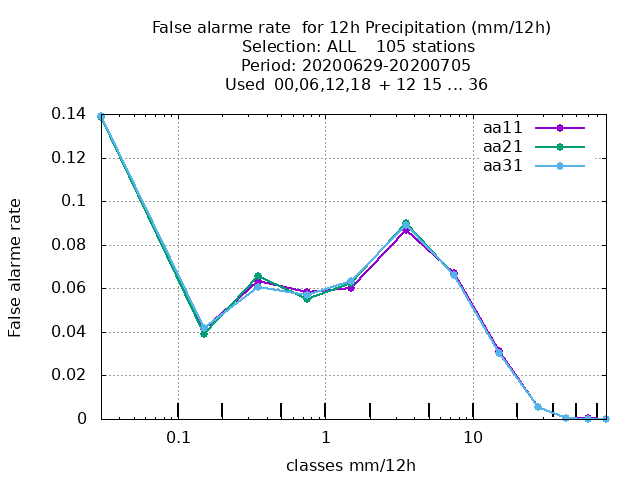 False alarme rate  for 12h Precipitation (mm/12h)
Selection: ALL    105 stations
Period: 20200629-20200705
Used  00,06,12,18  + 12 15 ... 36
aa11
aa21
aa31
0.14
0.12
0.1
0.08
0.06
0.04
0.02
0
False alarme rate
0.1 1 10
classes mm/12h